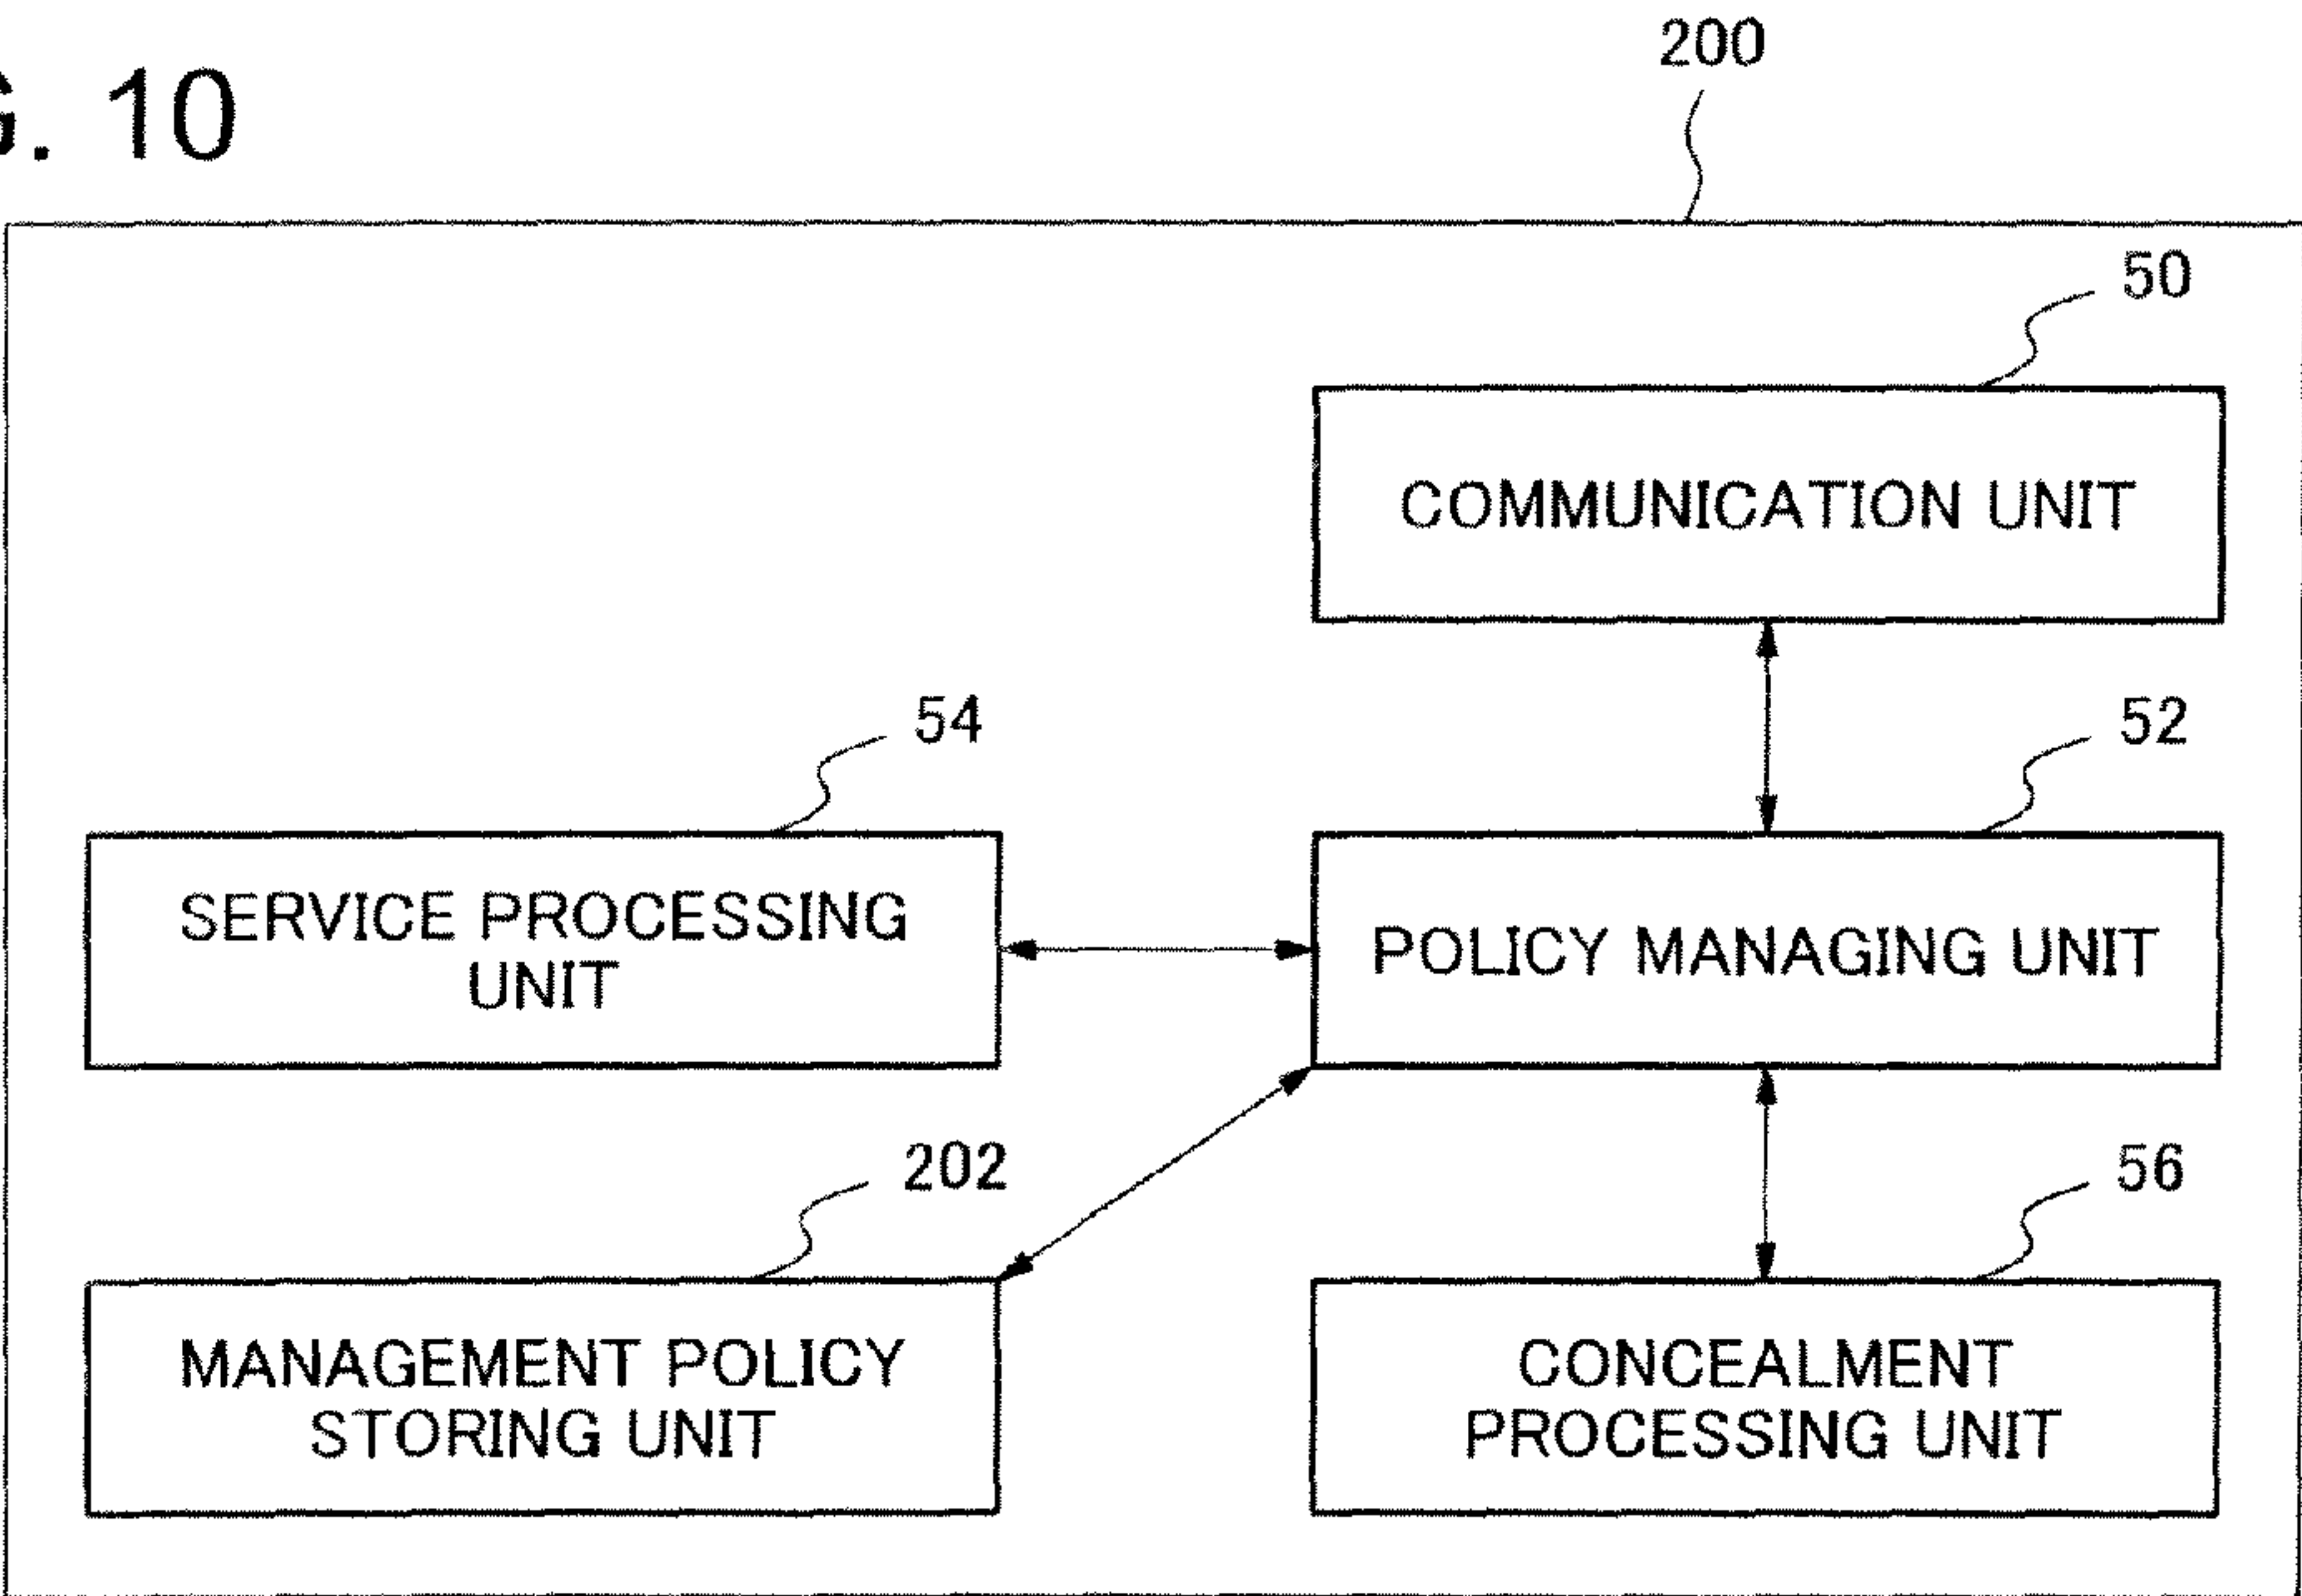 G. 10
200
50
COMMUNICATION UNIT
54
52
SERVICE PROCESSING
UNIT
POLICY MANAGING UNIT
202
56
MANAGEMENT POLICY
STORING UNIT
CONCEALMENT
PROCESSING UNIT